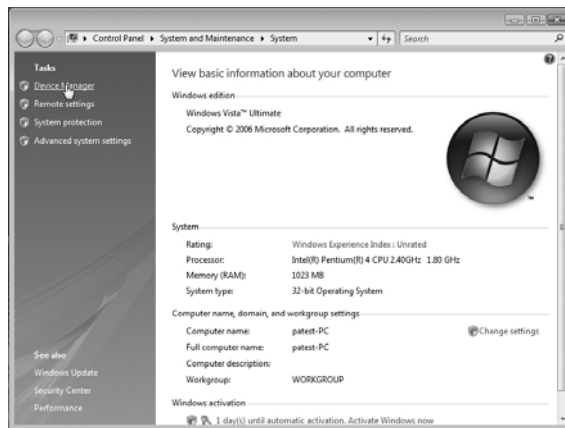 Control Panel ▸ System and Maintenance ▸ System
Search
Tasks
Device Manager
Remote settings
System protection
Advanced system settings
See also
Windows Update
Security Center
Performance
View basic information about your computer
Windows edition
Windows Vista™ Ultimate
Copyright © 2006 Microsoft Corporation. All rights reserved.
System
Rating: Windows Experience Index: Unrated
Processor: Intel(R) Pentium(R) 4 CPU 2.40GHz 1.80 GHz
Memory (RAM): 1023 MB
System type: 32-bit Operating System
Computer name, domain, and workgroup settings
Computer name: patest-PC Change settings
Full computer name: patest-PC
Computer description:
Workgroup: WORKGROUP
Windows activation
1 day(s) until automatic activation. Activate Windows now